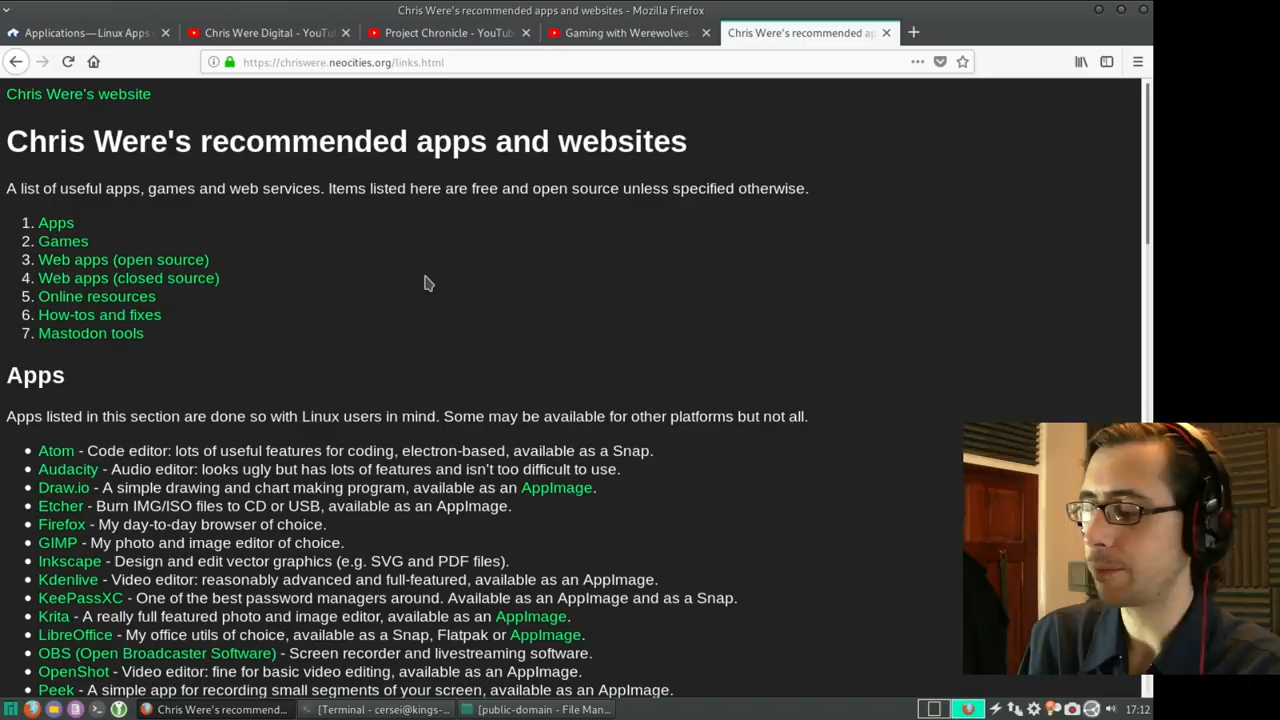 Chris Were's recommended apps and websites - Mozilla Firefox
Applications—Linux Apps
Chris Were Digital - YouTu
Project Chronicle - YouTub
Gaming with Werewolves -
Chris Were's recommended ap
https://chriswere.neocities.org/links.html
Chris Were's website
Chris Were's recommended apps and websites
A list of useful apps, games and web services. Items listed here are free and open source unless specified otherwise.
1. Apps
2. Games
3. Web apps (open source)
4. Web apps (closed source)
5. Online resources
6. How-tos and fixes
7. Mastodon tools
Apps
Apps listed in this section are done so with Linux users in mind. Some may be available for other platforms but not all.
• Atom - Code editor: lots of useful features for coding, electron-based, available as a Snap.
• Audacity - Audio editor: looks ugly but has lots of features and isn't too difficult to use.
• Draw.io - A simple drawing and chart making program, available as an AppImage.
• Etcher - Burn IMG/ISO files to CD or USB, available as an AppImage.
• Firefox - My day-to-day browser of choice.
• GIMP - My photo and image editor of choice.
• Inkscape - Design and edit vector graphics (e.g. SVG and PDF files).
• Kdenlive - Video editor: reasonably advanced and full-featured, available as an AppImage.
• KeePassXC - One of the best password managers around. Available as an AppImage and as a Snap.
• Krita - A really full featured photo and image editor, available as an AppImage.
• LibreOffice - My office utils of choice, available as a Snap, Flatpak or AppImage.
• OBS (Open Broadcaster Software) - Screen recorder and livestreaming software.
• OpenShot - Video editor: fine for basic video editing, available as an AppImage.
• Peek - A simple app for recording small segments of your screen, available as an AppImage.
Chris Were's recommend...
[Terminal - cersei@kings-...
[public-domain - File Man...
17:12